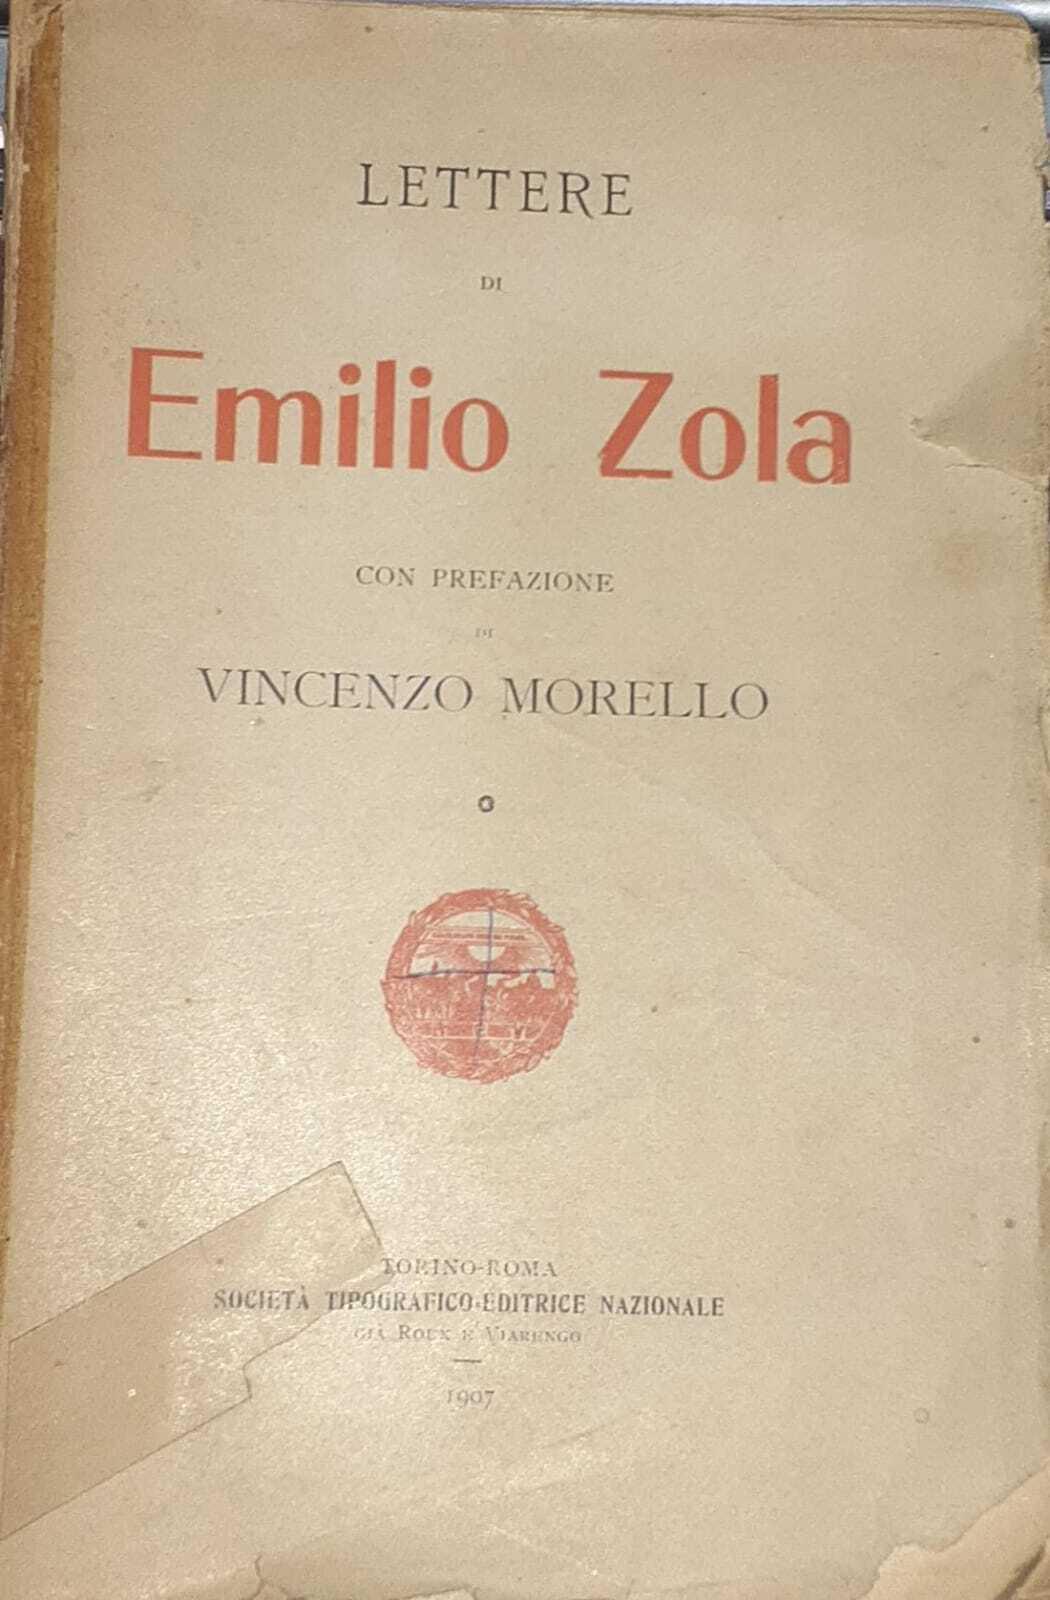 LETTERE
DI
Emilio Zola
CON PREFAZIONE
DI
VINCENZO MORELLO
TORINO-ROMA
SOCIETÀ TIPOGRAFICO-EDITRICE NAZIONALE
GIÀ ROUX E VIARENGO
1907